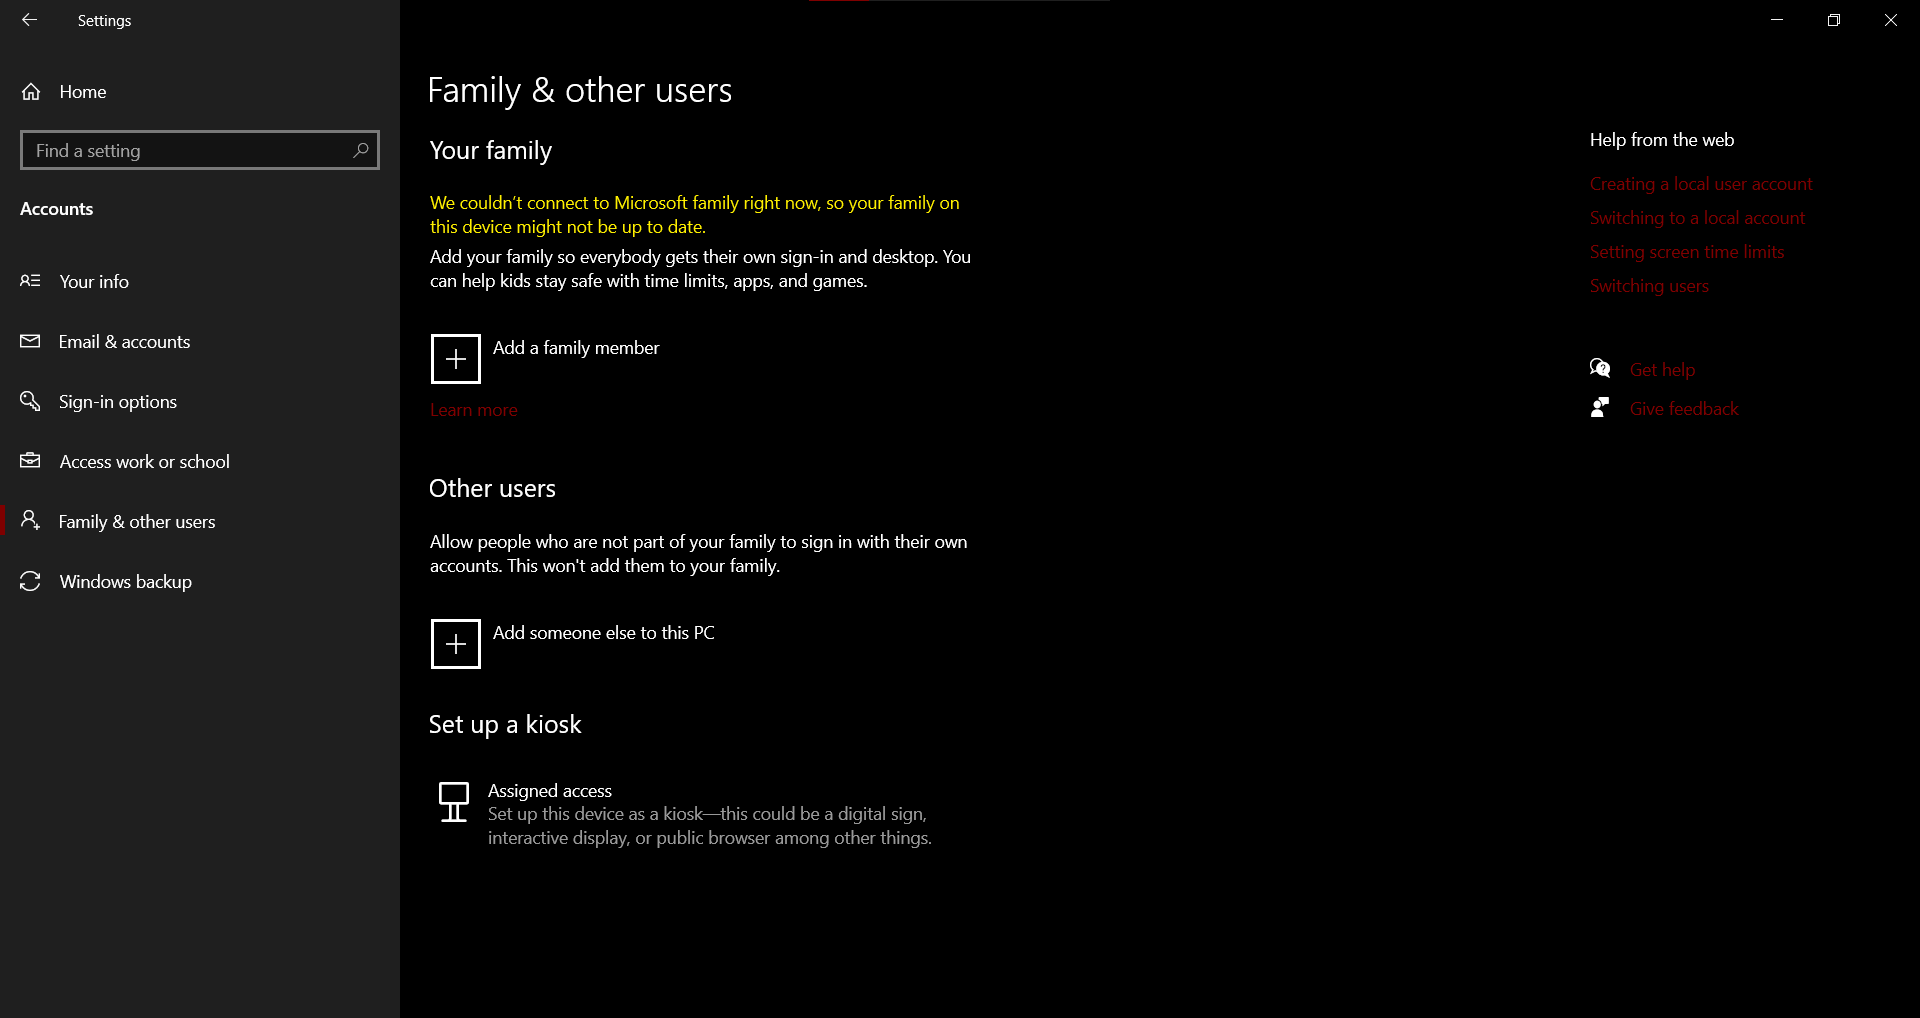 Settings
Home
Find a setting
Accounts
Your info
Email & accounts
Sign-in options
Access work or school
Family & other users
Windows backup
Family & other users
Your family
We couldn't connect to Microsoft family right now, so your family on
this device might not be up to date.
Add your family so everybody gets their own sign-in and desktop. You
can help kids stay safe with time limits, apps, and games.
Add a family member
Learn more
Other users
Allow people who are not part of your family to sign in with their own
accounts. This won't add them to your family.
Add someone else to this PC
Set up a kiosk
Assigned access
Set up this device as a kiosk—this could be a digital sign,
interactive display, or public browser among other things.
Help from the web
Creating a local user account
Switching to a local account
Setting screen time limits
Switching users
Get help
Give feedback